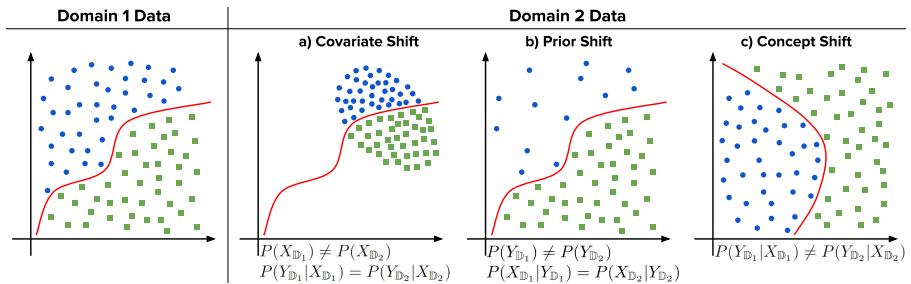 Domain 1 Data
Domain 2 Data
a) Covariate Shift
b) Prior Shift
c) Concept Shift
P(X_{𝔻_1}) ≠ P(X_{𝔻_2})
P(Y_{𝔻_1}|X_{𝔻_1}) = P(Y_{𝔻_2}|X_{𝔻_2})
P(Y_{𝔻_1}) ≠ P(Y_{𝔻_2})
P(X_{𝔻_1}|Y_{𝔻_1}) = P(X_{𝔻_2}|Y_{𝔻_2})
P(Y_{𝔻_1}|X_{𝔻_1}) ≠ P(Y_{𝔻_2}|X_{𝔻_2})